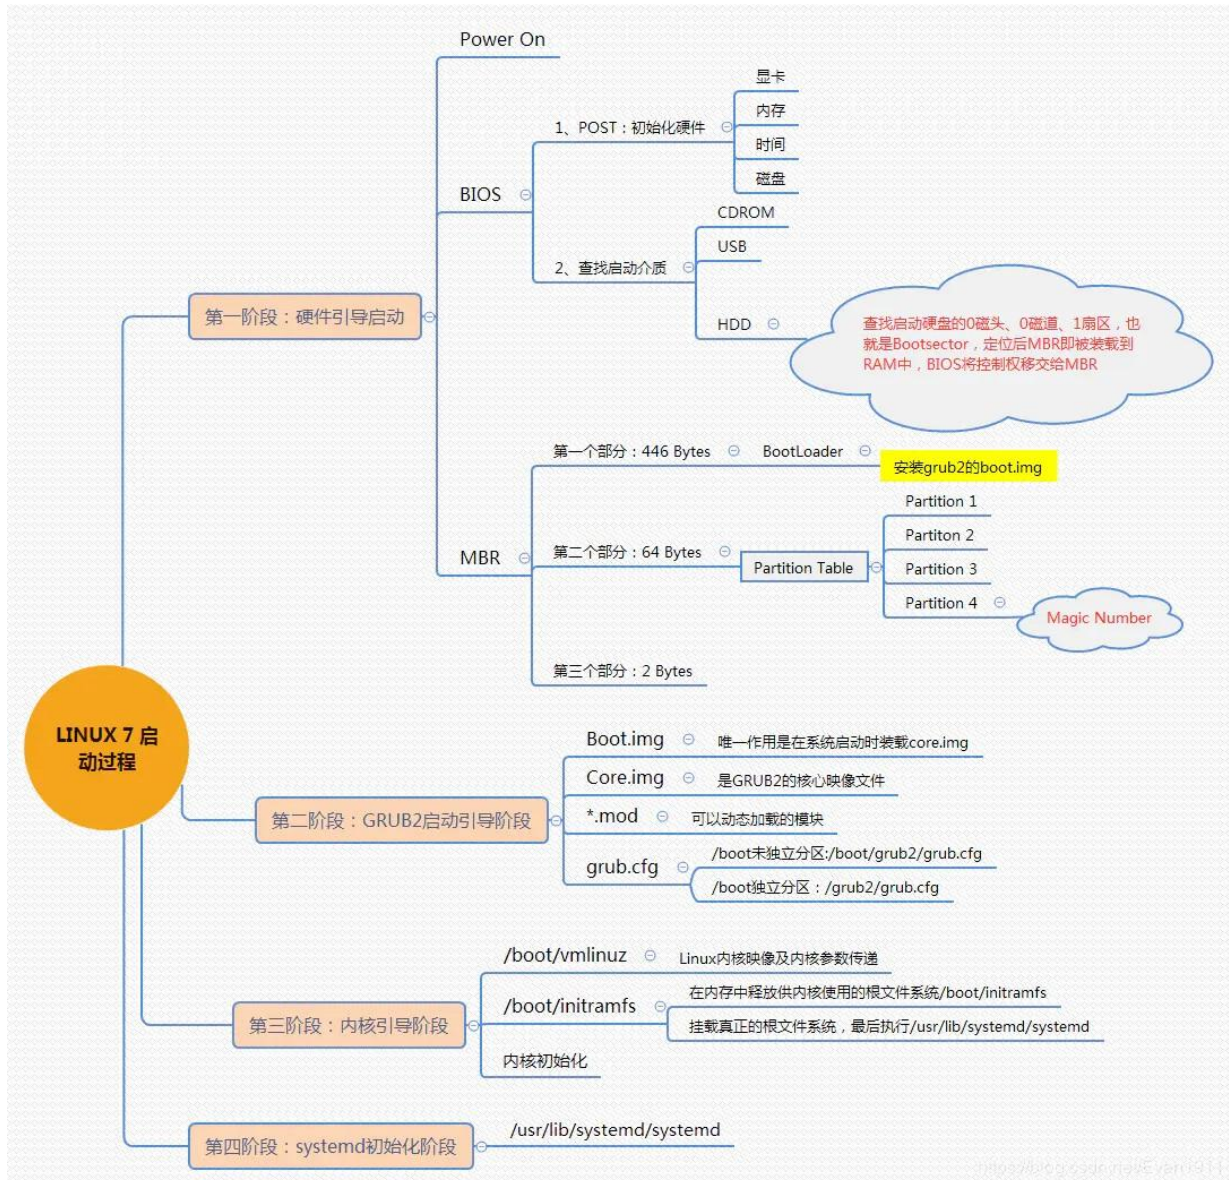 Power On
显卡
内存
1、POST：初始化硬件
时间
磁盘
BIOS
CDROM
USB
2、查找启动介质
HDD
查找启动硬盘的0磁头、0磁道、1扇区，也
就是Bootsector，定位后MBR即被装载到
RAM中，BIOS将控制权移交给MBR
第一阶段：硬件引导启动
第一个部分：446 Bytes
BootLoader
安装grub2的boot.img
Partition 1
Partiton 2
Partition 3
Partition 4
第二个部分：64 Bytes
Partition Table
MBR
Magic Number
第三个部分：2 Bytes
LINUX 7 启
动过程
Boot.img
唯一作用是在系统启动时装载core.img
Core.img
是GRUB2的核心映像文件
第二阶段：GRUB2启动引导阶段
*.mod
可以动态加载的模块
grub.cfg
/boot未独立分区:/boot/grub2/grub.cfg
/boot独立分区：/grub2/grub.cfg
/boot/vmlinuz
Linux内核映像及内核参数传递
/boot/initramfs
在内存中释放供内核使用的根文件系统/boot/initramfs
挂载真正的根文件系统，最后执行/usr/lib/systemd/systemd
第三阶段：内核引导阶段
内核初始化
第四阶段：systemd初始化阶段
/usr/lib/systemd/systemd
https://blog.csdn.net/Evan1911